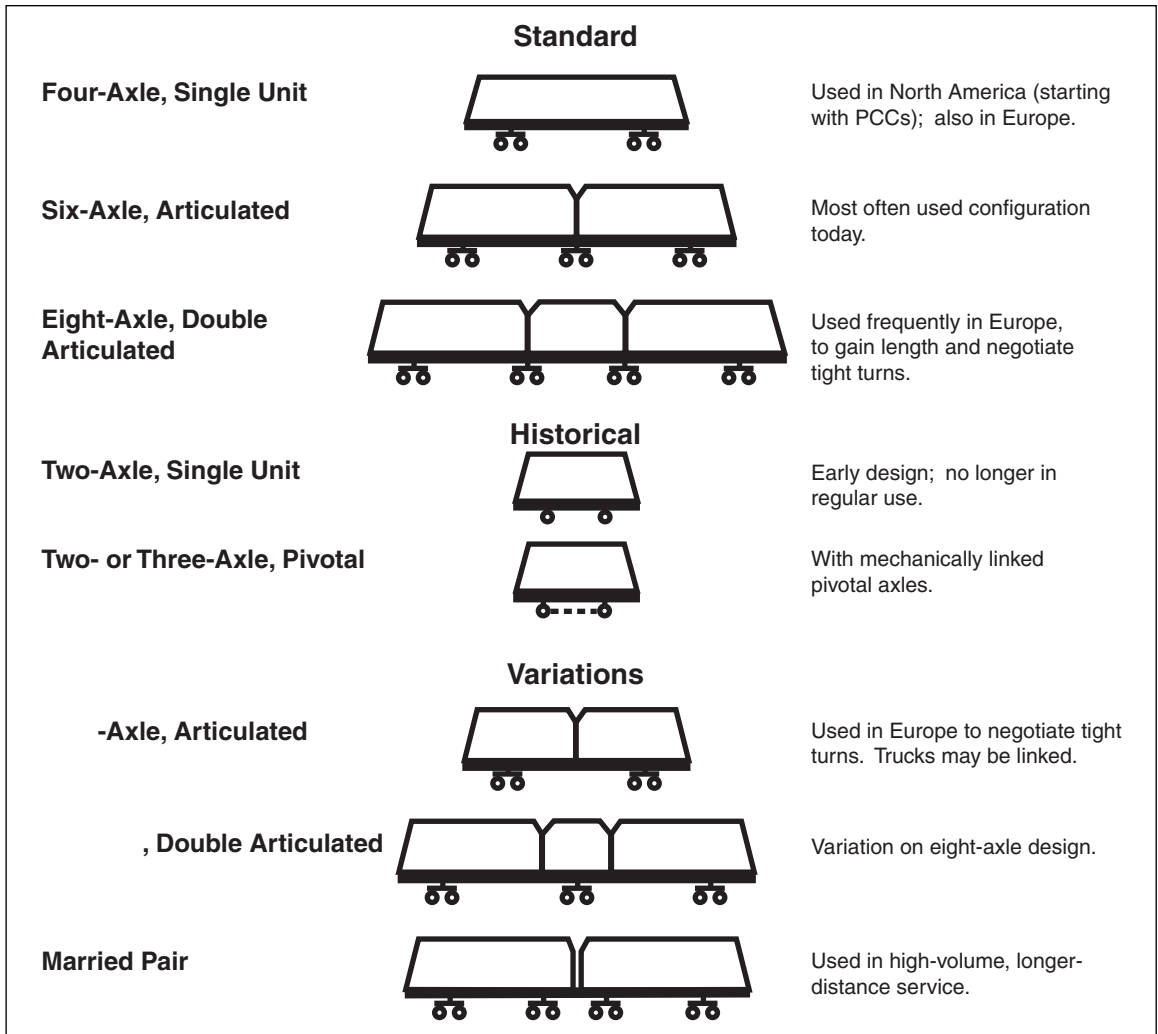 Standard
Four-Axle, Single Unit
Used in North America (starting
with PCCs); also in Europe.
Six-Axle, Articulated
Most often used configuration
today.
Eight-Axle, Double
Articulated
Used frequently in Europe,
to gain length and negotiate
tight turns.
Historical
Two-Axle, Single Unit
Early design; no longer in
regular use.
Two- or Three-Axle, Pivotal
With mechanically linked
pivotal axles.
Variations
-Axle, Articulated
Used in Europe to negotiate tight
turns. Trucks may be linked.
, Double Articulated
Variation on eight-axle design.
Married Pair
Used in high-volume, longer-
distance service.